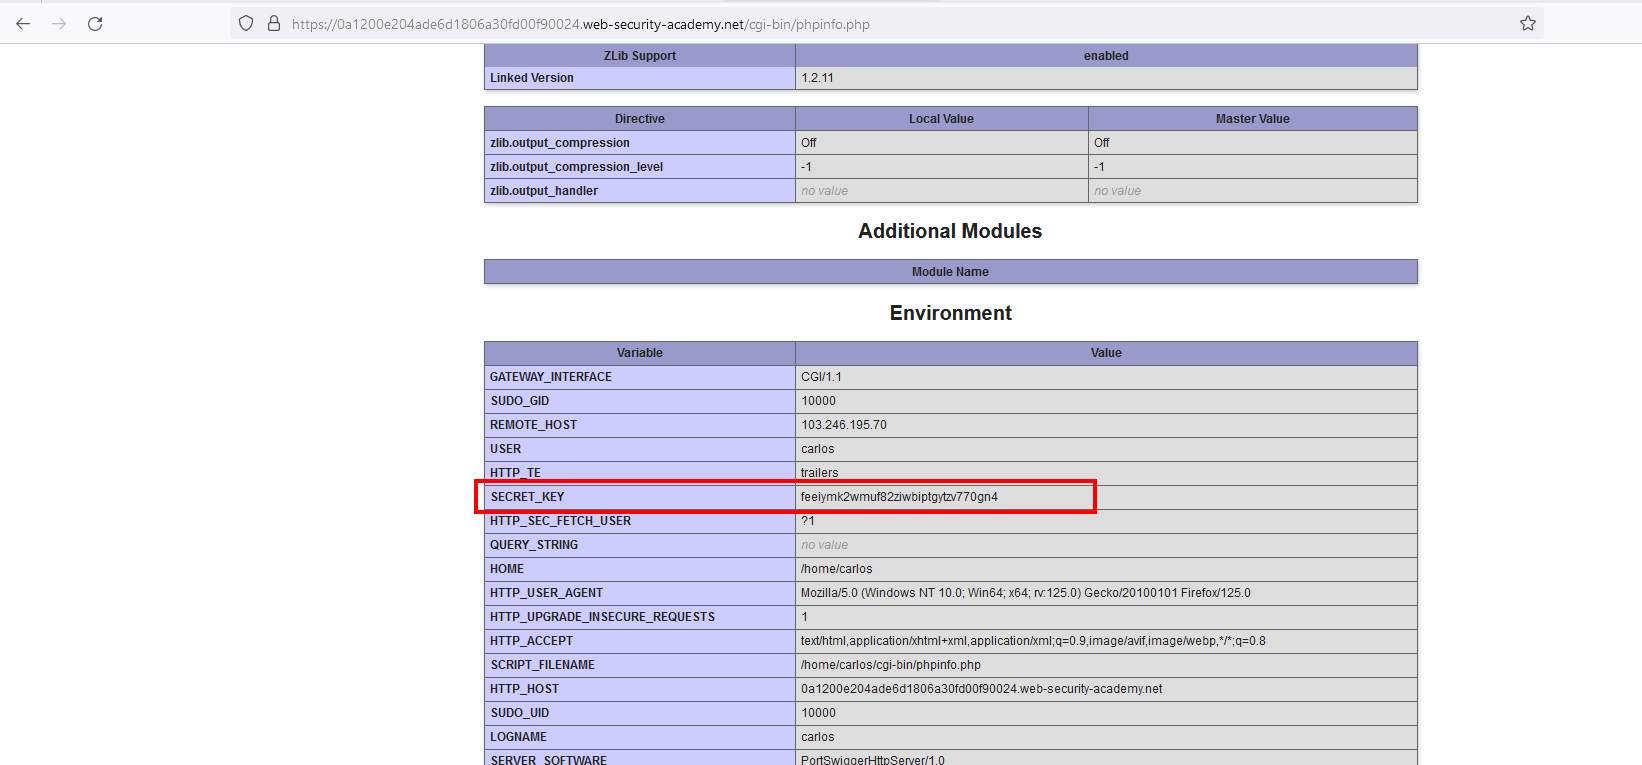 https://0a1200e204ade6d1806a30fd00f90024.web-security-academy.net/cgi-bin/phpinfo.php
ZLib Support enabled
Linked Version 1.2.11
Directive Local Value Master Value
zlib.output_compression Off Off
zlib.output_compression_level -1 -1
zlib.output_handler no value no value
Additional Modules
Module Name
Environment
Variable Value
GATEWAY_INTERFACE CGI/1.1
SUDO_GID 10000
REMOTE_HOST 103.246.195.70
USER carlos
HTTP_TE trailers
SECRET_KEY feeiymk2wmuf82ziwbiptgytzv770gn4
HTTP_SEC_FETCH_USER ?1
QUERY_STRING no value
HOME /home/carlos
HTTP_USER_AGENT Mozilla/5.0 (Windows NT 10.0; Win64; x64; rv:125.0) Gecko/20100101 Firefox/125.0
HTTP_UPGRADE_INSECURE_REQUESTS 1
HTTP_ACCEPT text/html,application/xhtml+xml,application/xml;q=0.9,image/avif,image/webp,*/*;q=0.8
SCRIPT_FILENAME /home/carlos/cgi-bin/phpinfo.php
HTTP_HOST 0a1200e204ade6d1806a30fd00f90024.web-security-academy.net
SUDO_UID 10000
LOGNAME carlos
SERVER_SOFTWARE PortSwiggerHttpServer/1.0